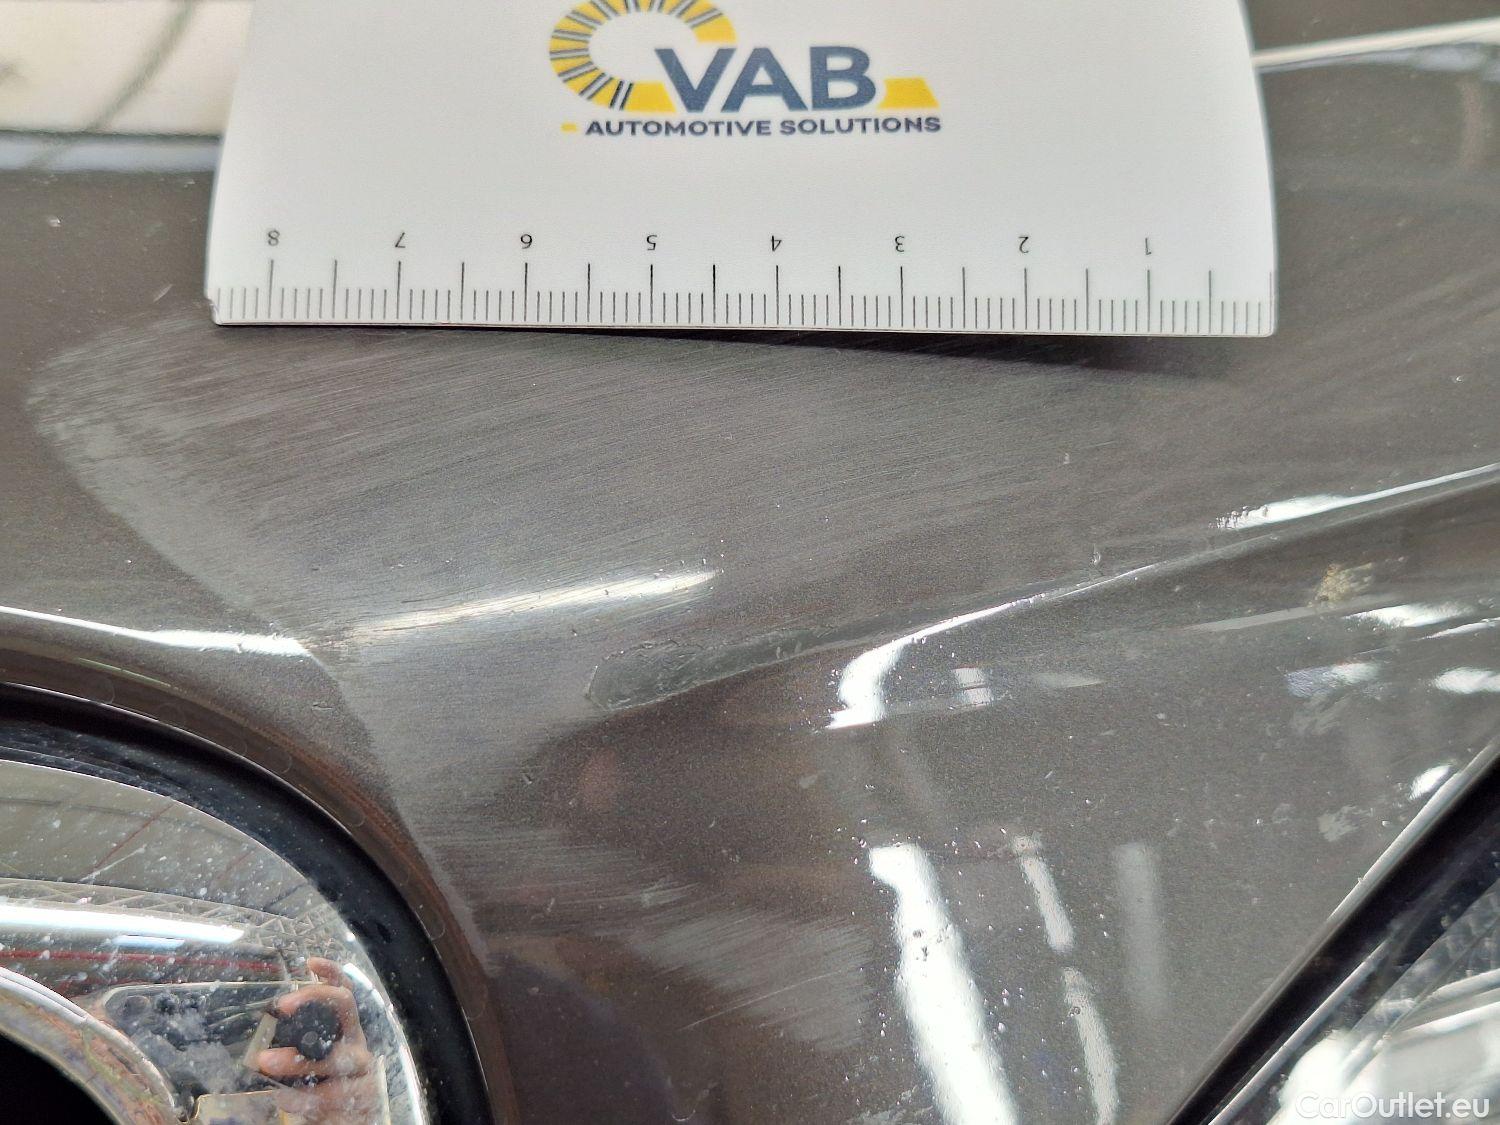 VAB
AUTOMOTIVE SOLUTIONS
8 7 6 5 4 3 2 1
CarOutlet.eu